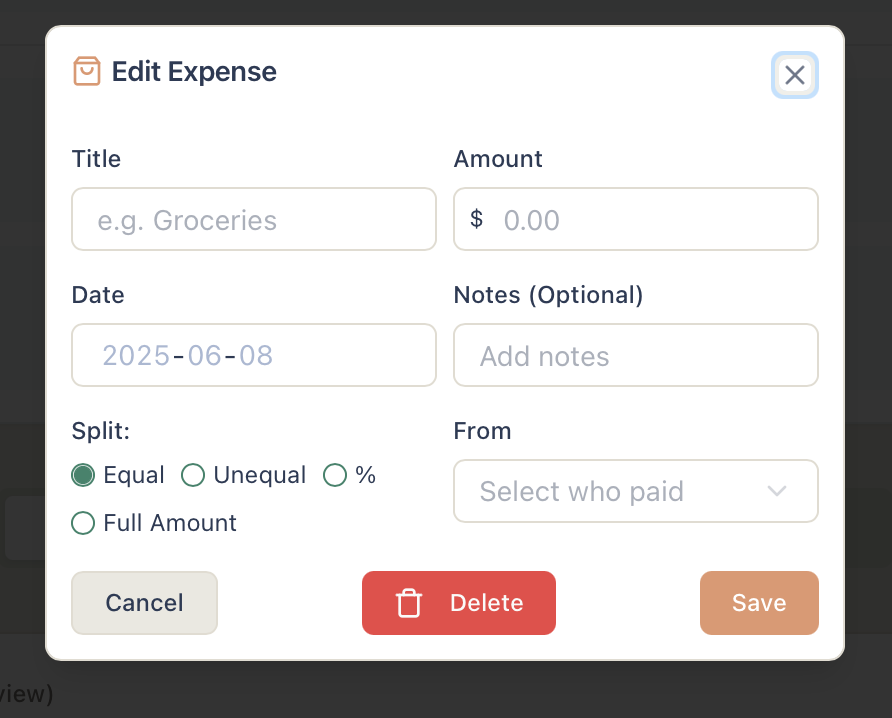 Edit Expense
Title
Amount
e.g. Groceries
$ 0.00
Date
Notes (Optional)
2025-06-08
Add notes
Split:
From
Equal Unequal %
Select who paid
Full Amount
Cancel
Delete
Save
view)